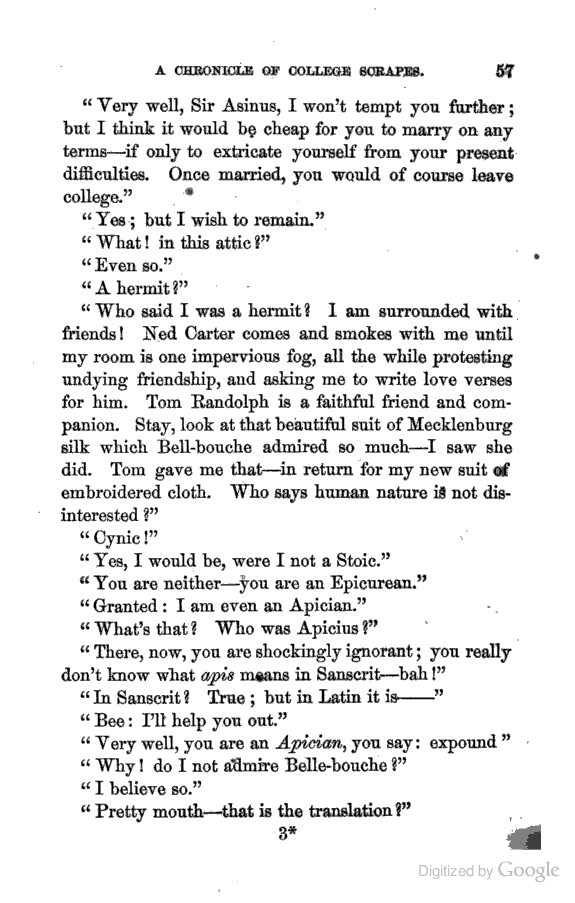 A CHRONICLE OF COLLEGE SCRAPES. 57
“Very well, Sir Asinus, I won’t tempt you further;
but I think it would be cheap for you to marry on any
terms—if only to extricate yourself from your present
difficulties. Once married, you would of course leave
college.”
“Yes; but I wish to remain.”
“What! in this attic?”
“Even so.”
“A hermit?”
“Who said I was a hermit? I am surrounded with
friends! Ned Carter comes and smokes with me until
my room is one impervious fog, all the while protesting
undying friendship, and asking me to write love verses
for him. Tom Randolph is a faithful friend and com-
panion. Stay, look at that beautiful suit of Mecklenburg
silk which Bell-bouche admired so much—I saw she
did. Tom gave me that—in return for my new suit of
embroidered cloth. Who says human nature is not dis-
interested?”
“Cynic!”
“Yes, I would be, were I not a Stoic.”
“You are neither—you are an Epicurean.”
“Granted: I am even an Apician.”
“What’s that? Who was Apicius?”
“There, now, you are shockingly ignorant; you really
don’t know what apis means in Sanscrit—bah!”
“In Sanscrit? True; but in Latin it is——”
“Bee: I’ll help you out.”
“Very well, you are an Apician, you say: expound”
“Why! do I not admire Belle-bouche?”
“I believe so.”
“Pretty mouth—that is the translation?”
3*
Digitized by Google